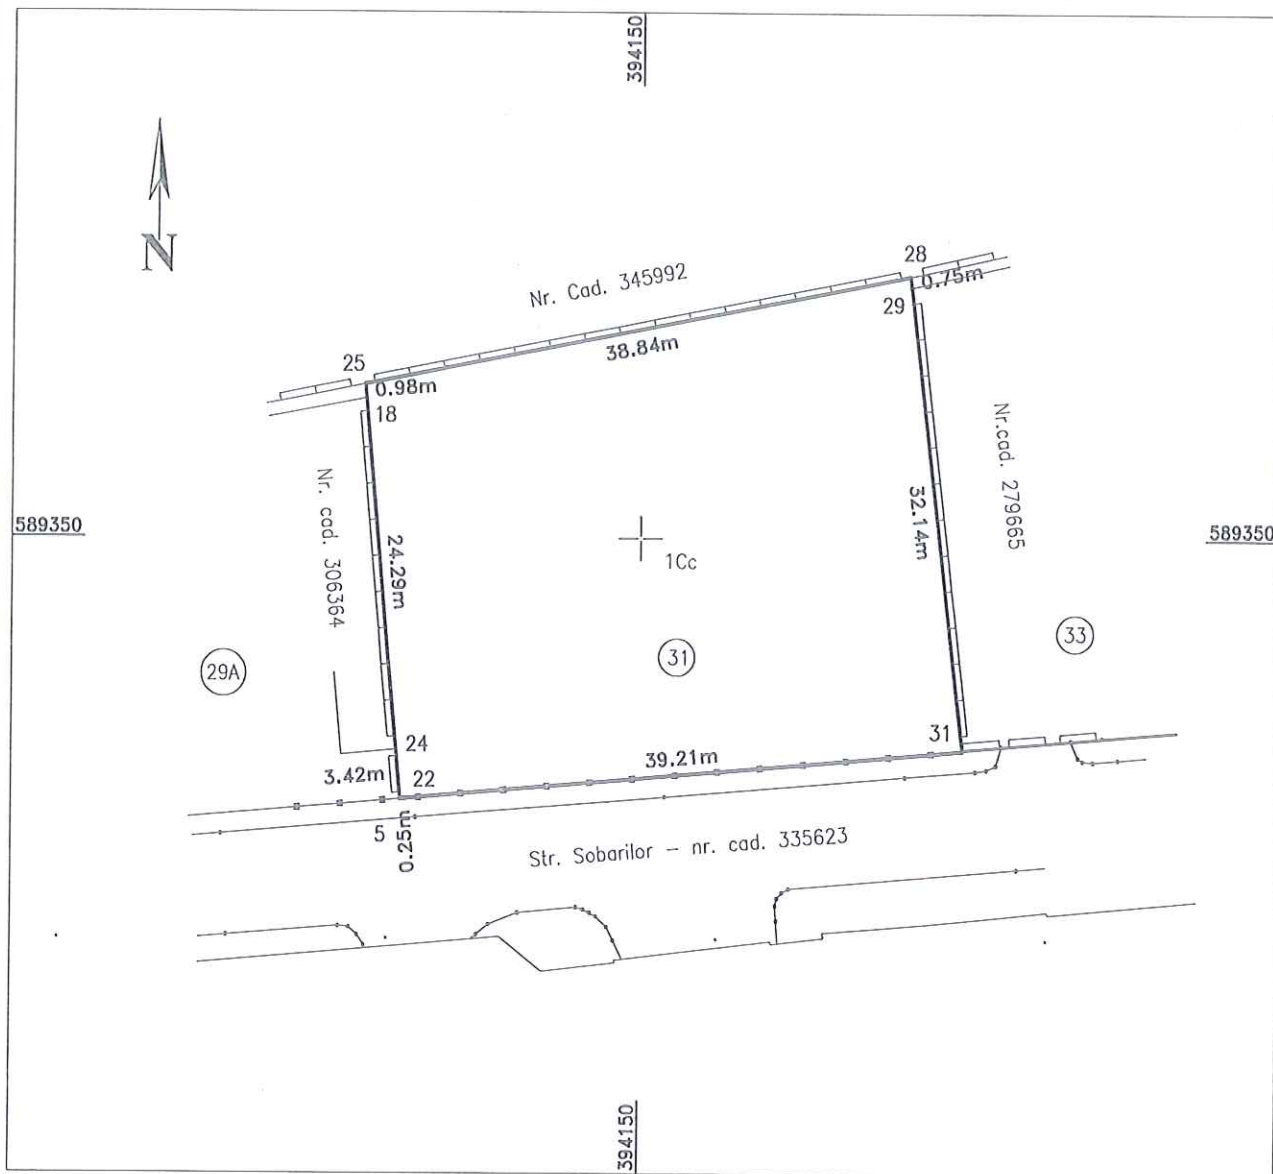 394150
N
28
Nr. Cad. 345992
0.75m
29
38.84m
25
0.98m
18
Nr. cad. 306364
24.29m
32.14m
Nr.cad. 279665
589350
589350
1Cc
33
31
29A
31
24
39.21m
3.42m
22
5
0.25m
Str. Sobarilor – nr. cad. 335623
394150